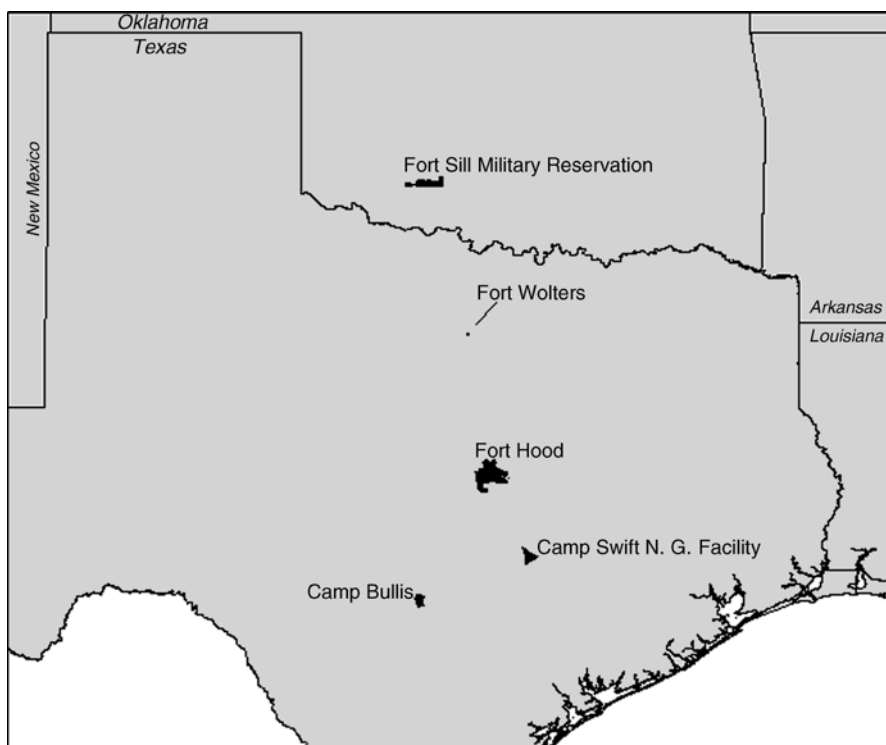 Oklahoma
Texas
New Mexico
Fort Sill Military Reservation
Fort Wolters
Arkansas
Louisiana
Fort Hood
Camp Swift N. G. Facility
Camp Bullis